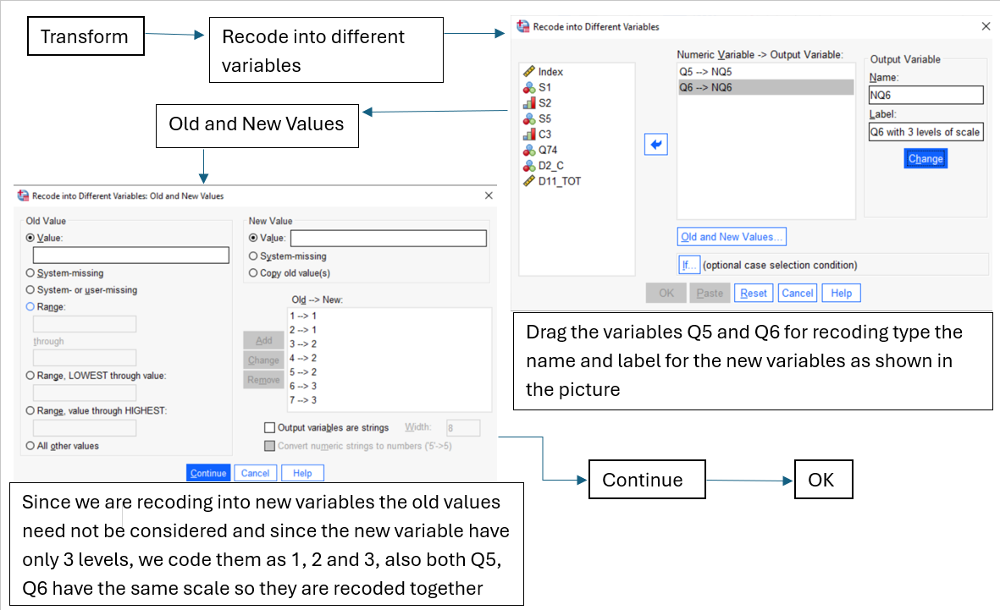 Transform
Recode into different
variables
Recode into Different Variables
Index
S1
S2
S5
C3
Q74
D2_C
D11_TOT
Numeric Variable -> Output Variable:
Q5 --> NQ5
Q6 --> NQ6
Output Variable
Name:
NQ6
Label:
Q6 with 3 levels of scale
Change
Old and New Values...
If... (optional case selection condition)
OK Paste Reset Cancel Help
Drag the variables Q5 and Q6 for recoding type the
name and label for the new variables as shown in
the picture
Old and New Values
Recode into Different Variables: Old and New Values
Old Value
Value:
System-missing
System- or user-missing
Range:
through
Range, LOWEST through value:
Range, value through HIGHEST:
All other values
New Value
Value:
System-missing
Copy old value(s)
Old --> New:
1 --> 1
2 --> 1
3 --> 2
4 --> 2
5 --> 2
6 --> 3
7 --> 3
Add
Change
Remove
Output variables are strings Width: 8
Convert numeric strings to numbers ('5'->5)
Continue Cancel Help
Since we are recoding into new variables the old values
need not be considered and since the new variable have
only 3 levels, we code them as 1, 2 and 3, also both Q5,
Q6 have the same scale so they are recoded together
Continue
OK